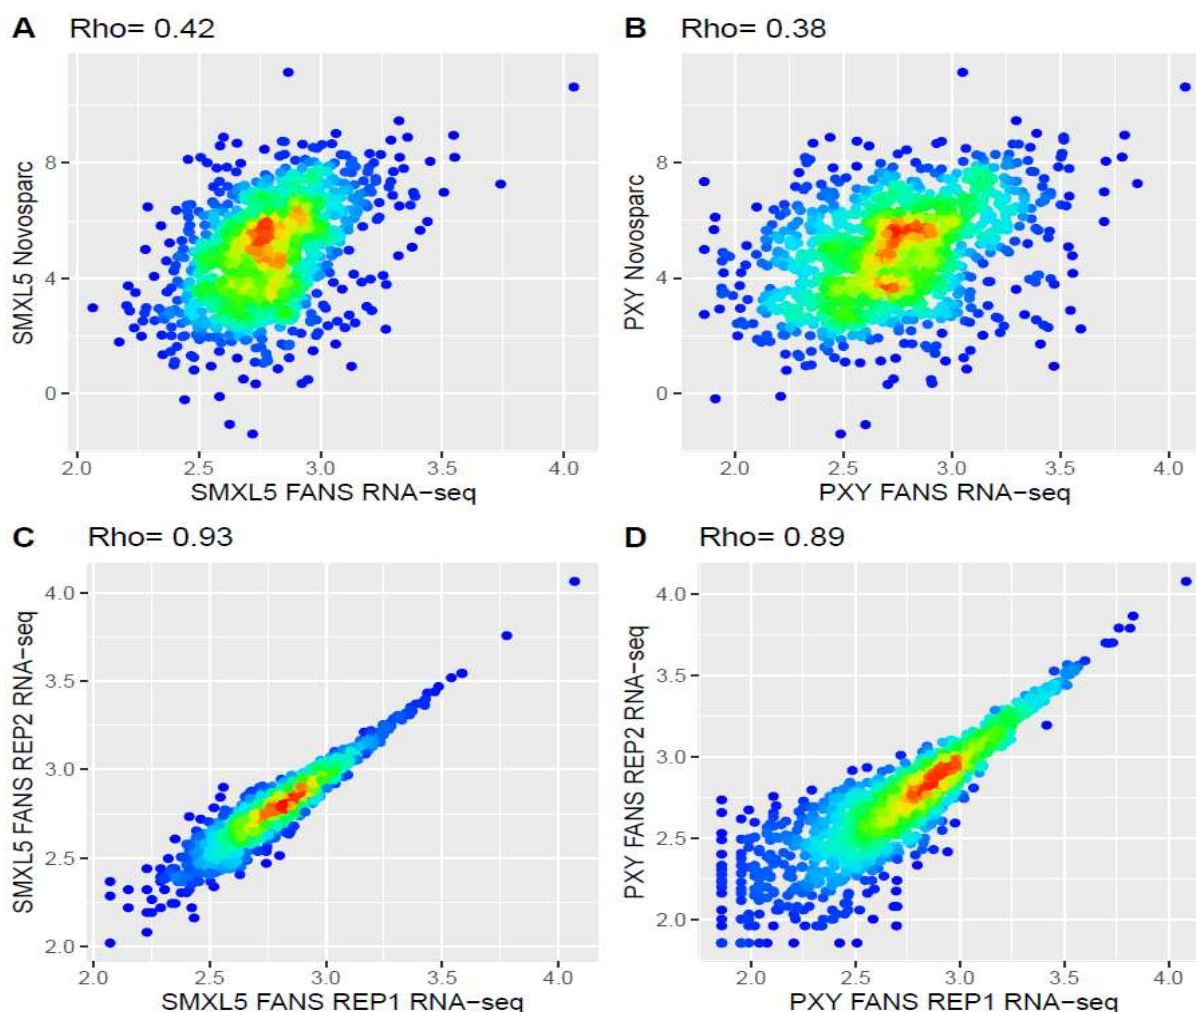 A Rho= 0.42
SMXL5 Novosparc
8
4
0
2.0 2.5 3.0 3.5 4.0
SMXL5 FANS RNA-seq
B Rho= 0.38
PXY Novosparc
8
4
0
2.0 2.5 3.0 3.5 4.0
PXY FANS RNA-seq
C Rho= 0.93
SMXL5 FANS REP2 RNA-seq
4.0
3.5
3.0
2.5
2.0
2.0 2.5 3.0 3.5 4.0
SMXL5 FANS REP1 RNA-seq
D Rho= 0.89
PXY FANS REP2 RNA-seq
4.0
3.5
3.0
2.5
2.0
2.0 2.5 3.0 3.5 4.0
PXY FANS REP1 RNA-seq